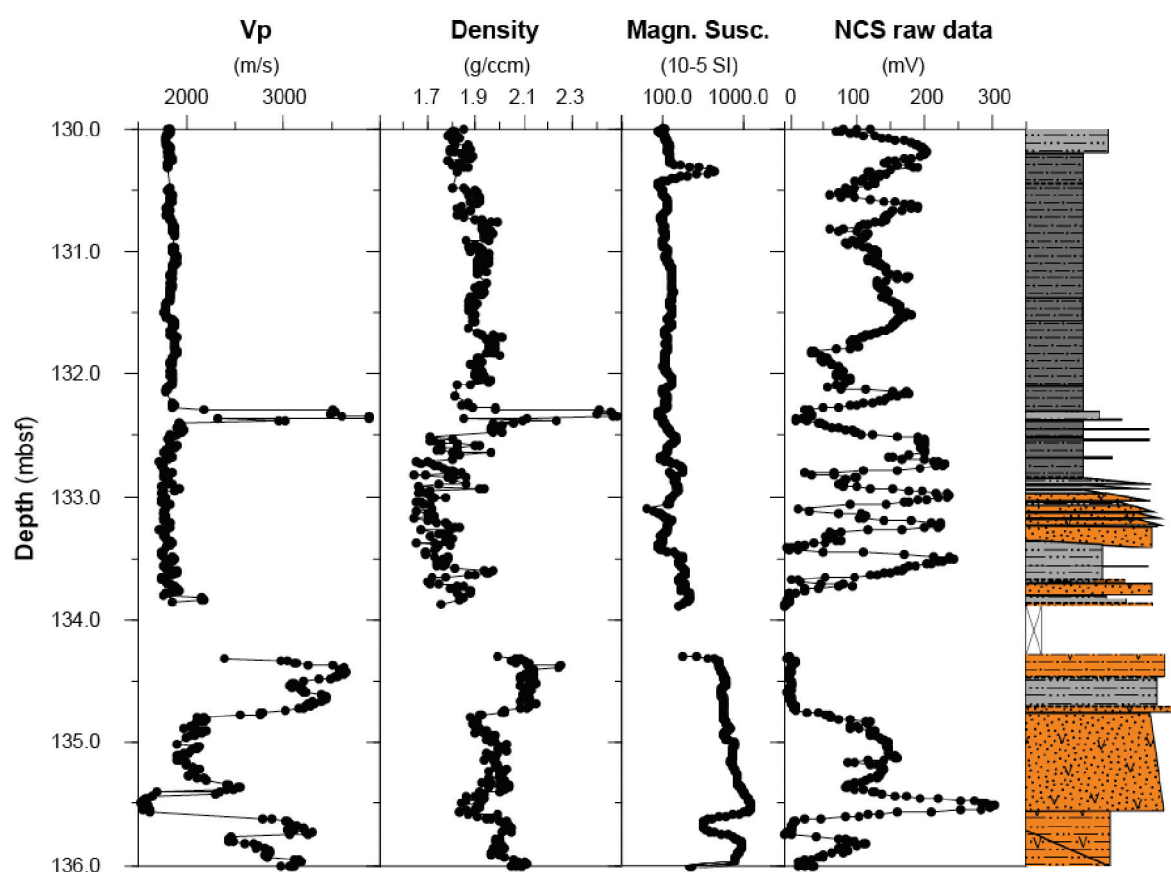 Vp Density Magn. Susc. NCS raw data
(m/s) (g/ccm) (10-5 SI) (mV)
2000 3000 1.7 1.9 2.1 2.3 100.0 1000.0 0 100 200 300
130.0
131.0
132.0
133.0
134.0
135.0
136.0
Depth (mbsf)